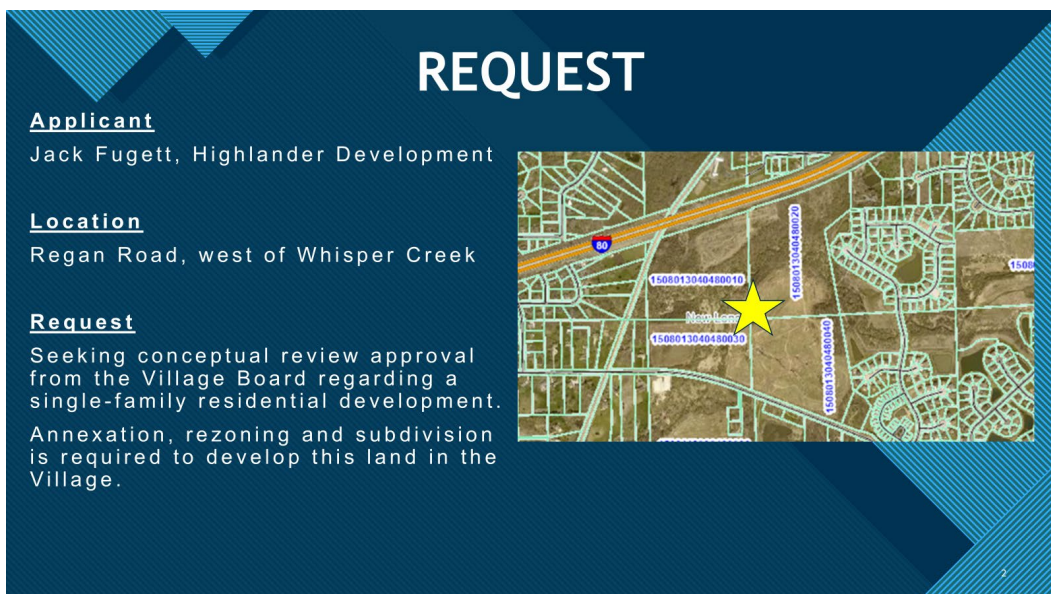 REQUEST
Applicant
Jack Fugett, Highlander Development
Location
Regan Road, west of Whisper Creek
Request
Seeking conceptual review approval
from the Village Board regarding a
single-family residential development.
Annexation, rezoning and subdivision
is required to develop this land in the
Village.
80
1508013040480010
1508013040480020
1508
New
1508013040480030
1508013040480040
2